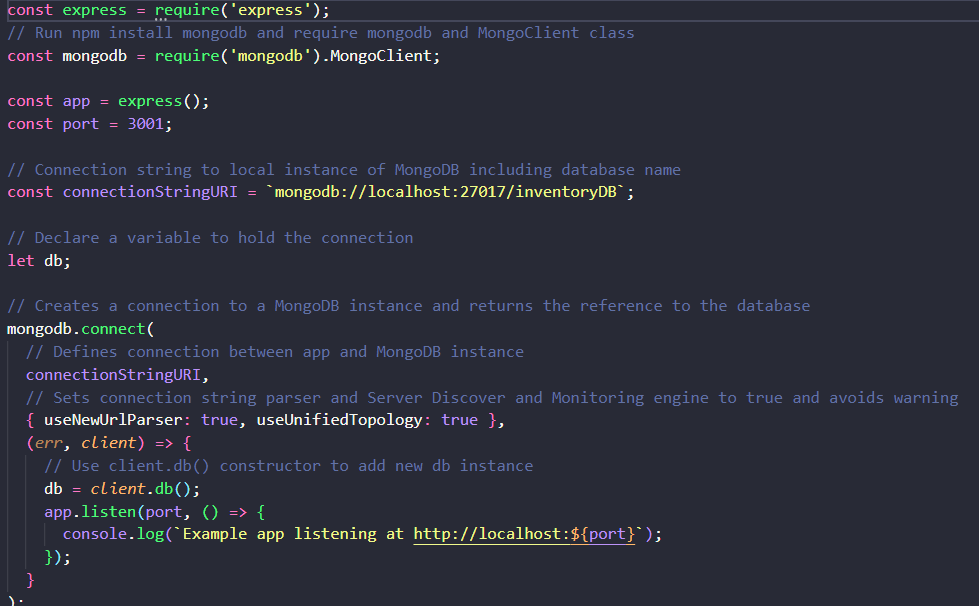 const express = require('express');
// Run npm install mongodb and require mongodb and MongoClient class
const mongodb = require('mongodb').MongoClient;
const app = express();
const port = 3001;
// Connection string to local instance of MongoDB including database name
const connectionStringURI = `mongodb://localhost:27017/inventoryDB`;
// Declare a variable to hold the connection
let db;
// Creates a connection to a MongoDB instance and returns the reference to the database
mongodb.connect(
// Defines connection between app and MongoDB instance
connectionStringURI,
// Sets connection string parser and Server Discover and Monitoring engine to true and avoids warning
{ useNewUrlParser: true, useUnifiedTopology: true },
(err, client) => {
// Use client.db() constructor to add new db instance
db = client.db();
app.listen(port, () => {
console.log(`Example app listening at http://localhost:${port}`);
});
}
);